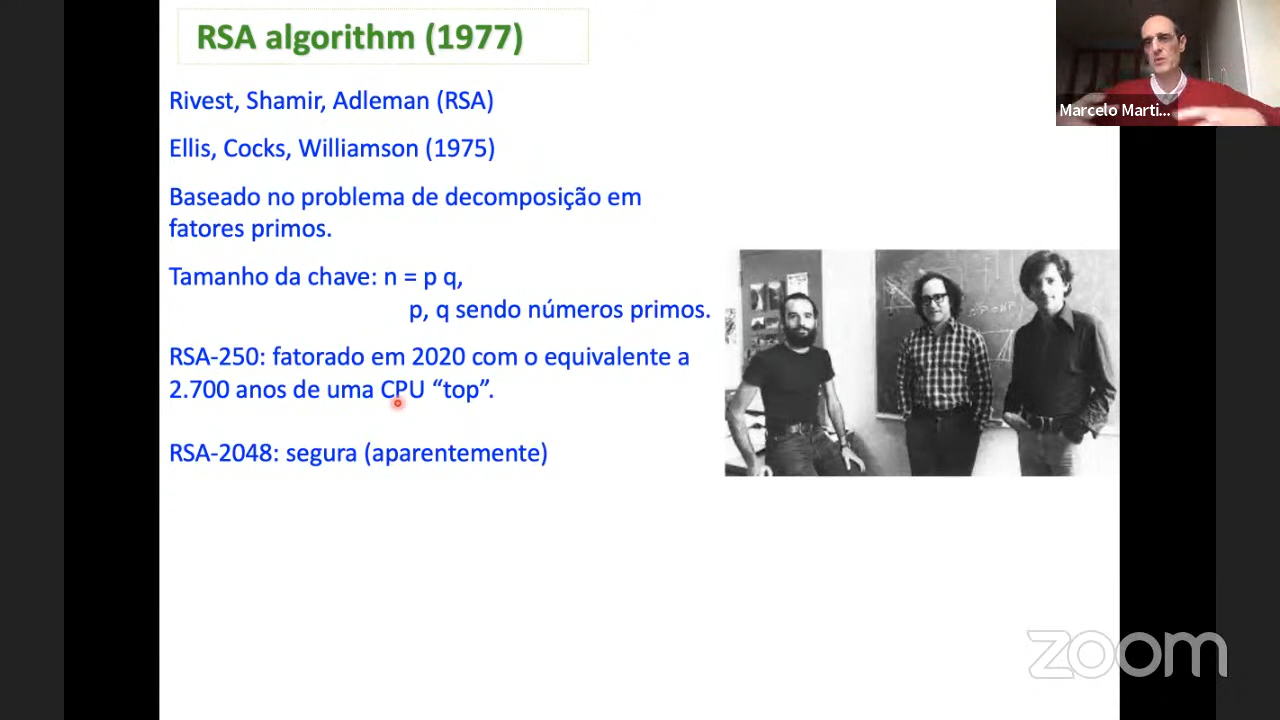 RSA algorithm (1977)
Rivest, Shamir, Adleman (RSA)
Ellis, Cocks, Williamson (1975)
Baseado no problema de decomposição em
fatores primos.
Tamanho da chave: n = p q,
p, q sendo números primos.
RSA-250: fatorado em 2020 com o equivalente a
2.700 anos de uma CPU “top”.
RSA-2048: segura (aparentemente)
Marcelo Marti...
zoom